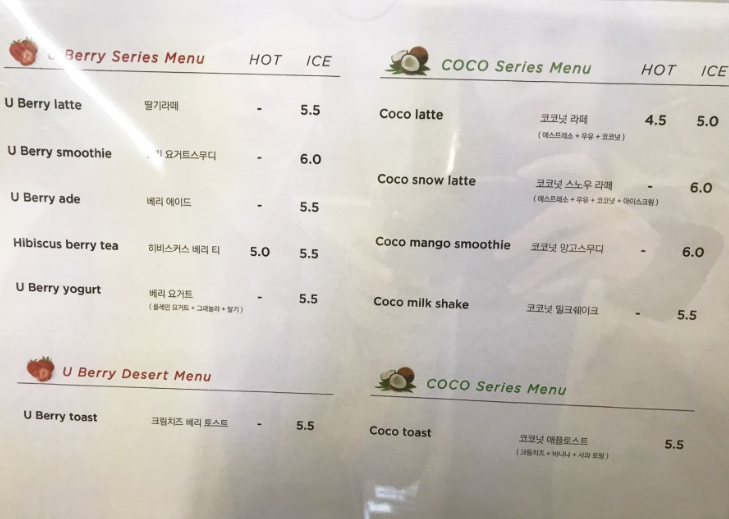 U Berry Series Menu HOT ICE
U Berry latte 딸기라떼 - 5.5
U Berry smoothie 요거트스무디 - 6.0
U Berry ade 베리 에이드 - 5.5
Hibiscus berry tea 히비스커스 베리 티 5.0 5.5
U Berry yogurt 베리 요거트 - 5.5
( 플레인 요거트 + 그래놀라 + 딸기 )
U Berry Desert Menu
U Berry toast 크림치즈 베리 토스트 - 5.5
COCO Series Menu HOT ICE
Coco latte 코코넛 라떼 4.5 5.0
( 에스프레소 + 우유 + 코코넛 )
Coco snow latte 코코넛 스노우 라떼 - 6.0
( 에스프레소 + 우유 + 코코넛 + 아이스크림 )
Coco mango smoothie 코코넛 망고스무디 - 6.0
Coco milk shake 코코넛 밀크쉐이크 - 5.5
COCO Series Menu
Coco toast 코코넛 애플토스트 5.5
( 크림치즈 + 바나나 + 사과 토핑 )